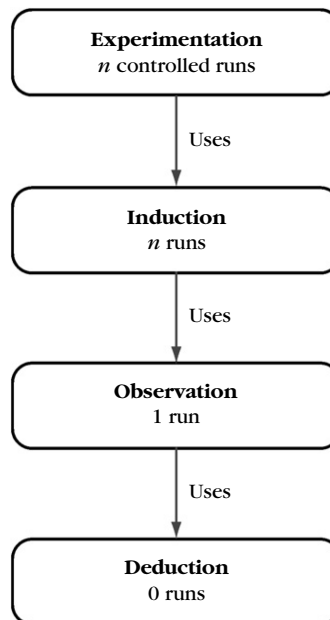 Experimentation
n controlled runs
Uses
Induction
n runs
Uses
Observation
1 run
Uses
Deduction
0 runs